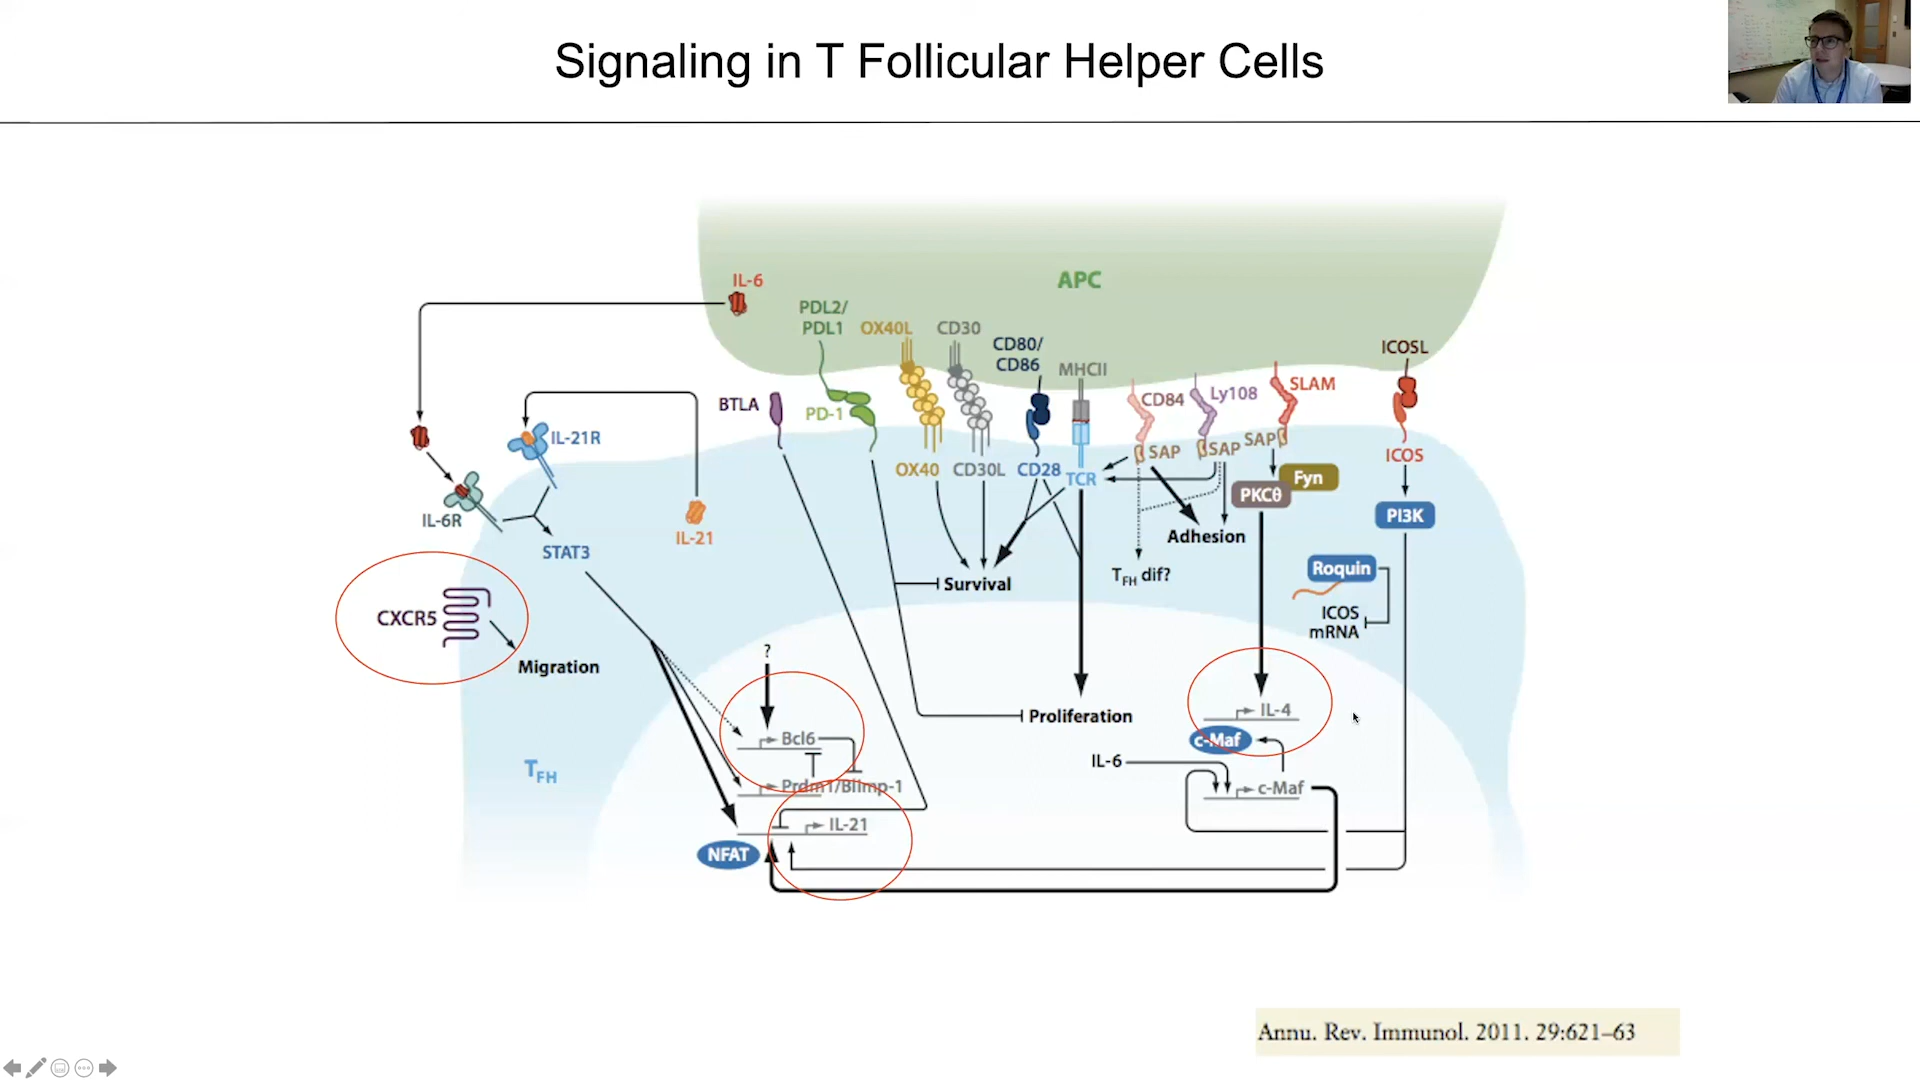 Signaling in T Follicular Helper Cells
APC
IL-6
PDL2/
PDL1
OX40L
CD30
CD80/
CD86
MHCII
CD84
Ly108
SLAM
ICOSL
BTLA
PD-1
IL-21R
OX40
CD30L
CD28
TCR
SAP
SAP
SAP
ICOS
Fyn
PKCθ
PI3K
IL-6R
IL-21
STAT3
Adhesion
Survival
TFH dif?
Roquin
ICOS
mRNA
CXCR5
Migration
?
Proliferation
IL-4
c-Maf
Bcl6
IL-6
TFH
Prdm1/Blimp-1
c-Maf
IL-21
NFAT
Annu. Rev. Immunol. 2011. 29:621–63